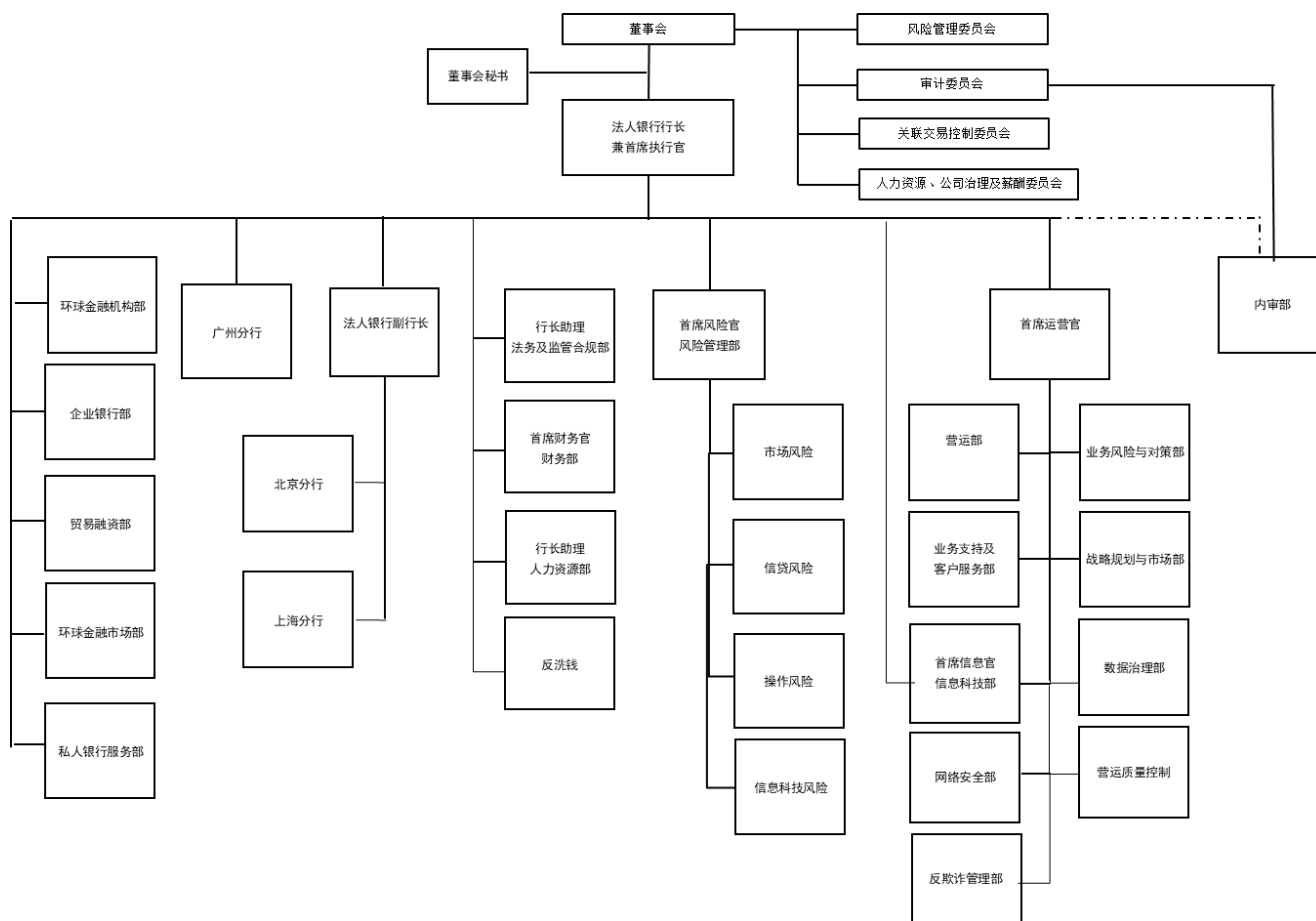 董事会
风险管理委员会
董事会秘书
审计委员会
法人银行行长
兼首席执行官
关联交易控制委员会
人力资源、公司治理及薪酬委员会
环球金融机构部
企业银行部
贸易融资部
环球金融市场部
私人银行服务部
广州分行
法人银行副行长
北京分行
上海分行
行长助理
法务及监管合规部
首席财务官
财务部
行长助理
人力资源部
反洗钱
首席风险官
风险管理部
市场风险
信贷风险
操作风险
信息科技风险
首席运营官
营运部
业务风险与对策部
业务支持及
客户服务部
战略规划与市场部
首席信息官
信息科技部
数据治理部
网络安全部
营运质量控制
反欺诈管理部
内审部